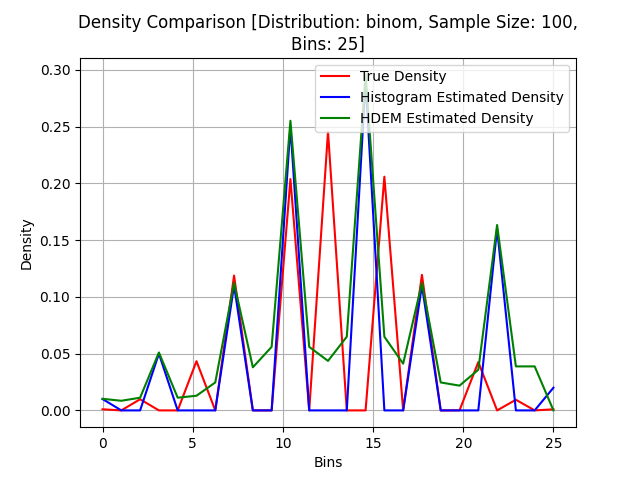 Density Comparison [Distribution: binom, Sample Size: 100,
Bins: 25]
0.30
0.25
0.20
0.15
0.10
0.05
0.00
Density
True Density
Histogram Estimated Density
HDEM Estimated Density
0 5 10 15 20 25
Bins